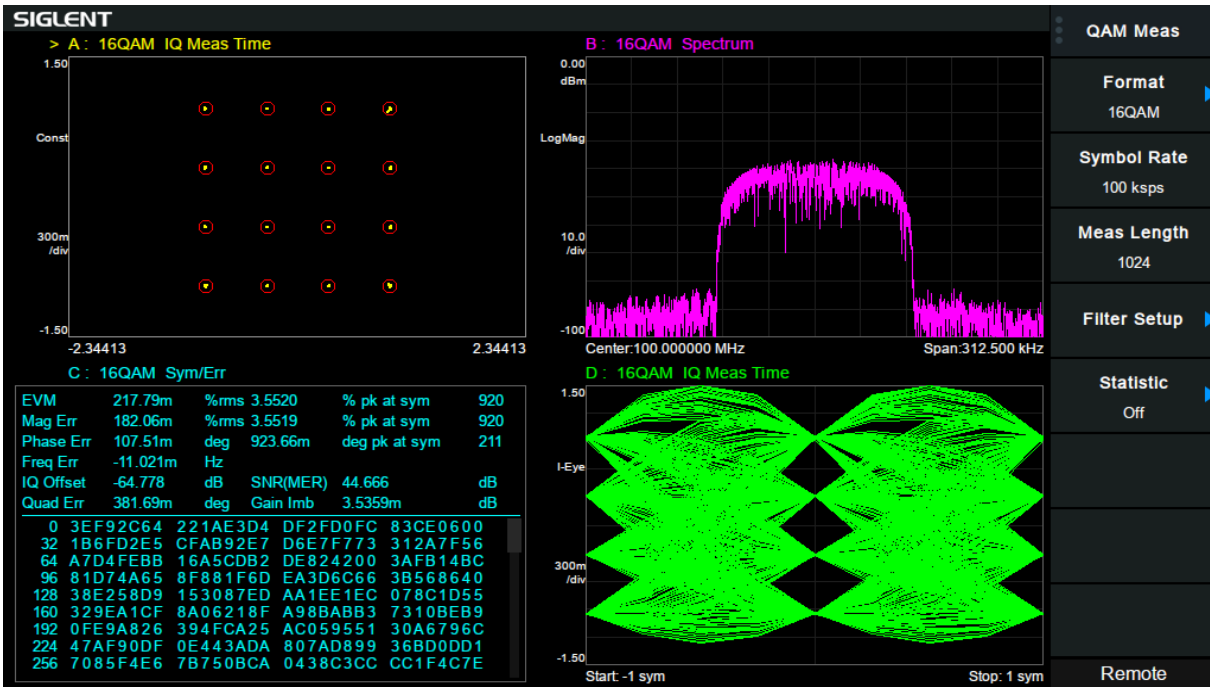 SIGLENT
> A : 16QAM IQ Meas Time
1.50
Const
300m
/div
-1.50
-2.34413 2.34413
B : 16QAM Spectrum
0.00
dBm
LogMag
10.0
/div
-100
Center:100.000000 MHz Span:312.500 kHz
C : 16QAM Sym/Err
EVM 217.79m %rms 3.5520 % pk at sym 920
Mag Err 182.06m %rms 3.5519 % pk at sym 920
Phase Err 107.51m deg 923.66m deg pk at sym 211
Freq Err -11.021m Hz
IQ Offset -64.778 dB SNR(MER) 44.666 dB
Quad Err 381.69m deg Gain Imb 3.5359m dB
0 3EF92C64 221AE3D4 DF2FD0FC 83CE0600
32 1B6FD2E5 CFAB92E7 D6E7F773 312A7F56
64 A7D4FEBB 16A5CDB2 DE824200 3AFB14BC
96 81D74A65 8F881F6D EA3D6C66 3B568640
128 38E258D9 153087ED AA1EE1EC 078C1D55
160 329EA1CF 8A06218F A98BABB3 7310BEB9
192 0FE9A826 394FCA25 AC059551 30A6796C
224 47AF90DF 0E443ADA 807AD899 36BD0DD1
256 7085F4E6 7B750BCA 0438C3CC CC1F4C7E
D : 16QAM IQ Meas Time
1.50
I-Eye
300m
/div
-1.50
Start: -1 sym Stop: 1 sym
QAM Meas
Format
16QAM
Symbol Rate
100 ksps
Meas Length
1024
Filter Setup
Statistic
Off
Remote